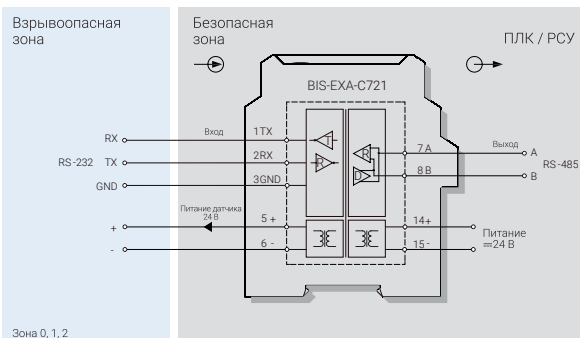 Взрывоопасная
зона
Безопасная
зона
ПЛК / РСУ
BIS-EXA-C721
RX
Вход
1TX
T
7 A
Выход
A
RS-232
TX
2RX
R
R
RS-485
GND
3GND
D
8 B
B
Питание датчика
24 В
+
5 +
14+
Питание
⎓24 В
-
6 -
15-
Зона 0, 1, 2